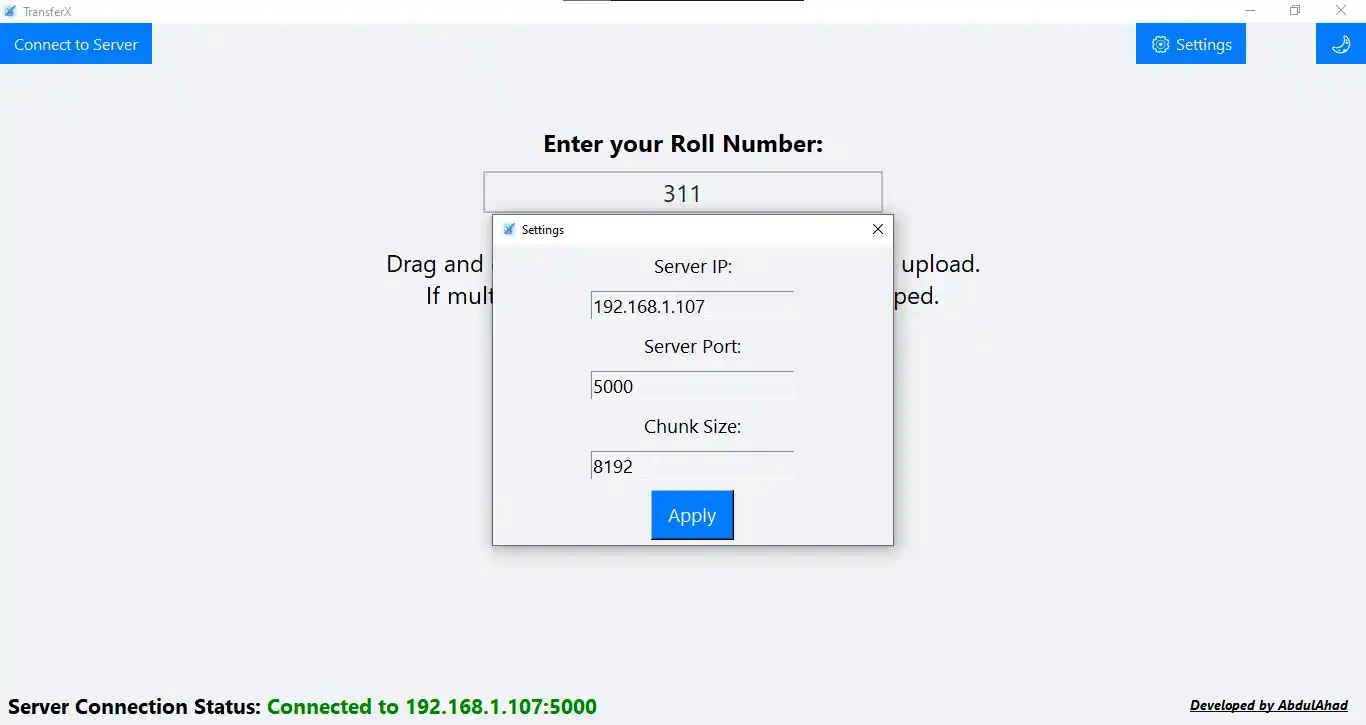 TransferX
Connect to Server
Settings
Enter your Roll Number:
311
Settings
Drag and
upload.
If mult
ped.
Server IP:
192.168.1.107
Server Port:
5000
Chunk Size:
8192
Apply
Server Connection Status: Connected to 192.168.1.107:5000
Developed by AbdulAhad